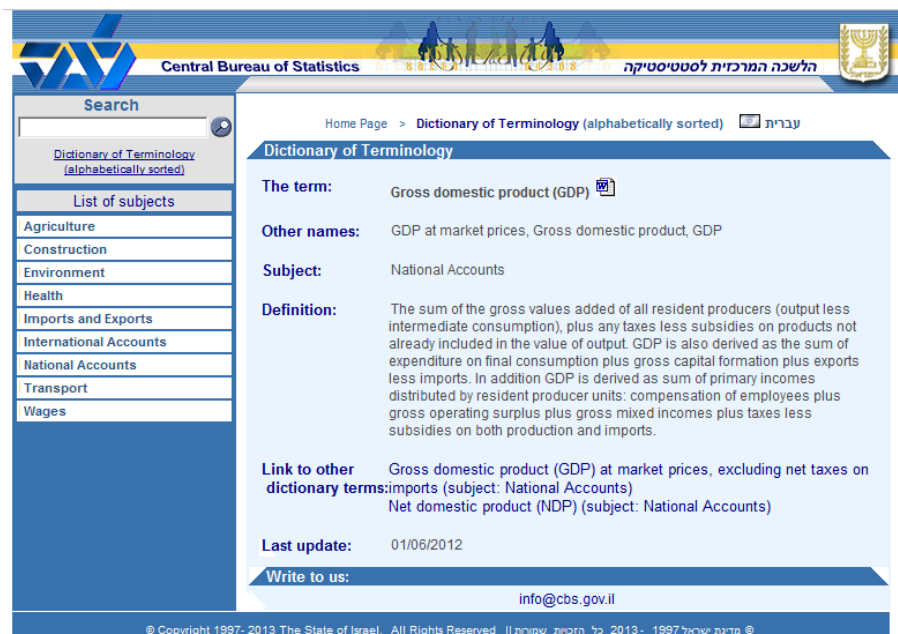 Central Bureau of Statistics
הלשכה המרכזית לסטטיסטיקה
Search
Dictionary of Terminology
(alphabetically sorted)
List of subjects
Agriculture
Construction
Environment
Health
Imports and Exports
International Accounts
National Accounts
Transport
Wages
Home Page > Dictionary of Terminology (alphabetically sorted) עברית
Dictionary of Terminology
The term: Gross domestic product (GDP)
Other names: GDP at market prices, Gross domestic product, GDP
Subject: National Accounts
Definition: The sum of the gross values added of all resident producers (output less
intermediate consumption), plus any taxes less subsidies on products not
already included in the value of output. GDP is also derived as the sum of
expenditure on final consumption plus gross capital formation plus exports
less imports. In addition GDP is derived as sum of primary incomes
distributed by resident producer units: compensation of employees plus
gross operating surplus plus gross mixed incomes plus taxes less
subsidies on both production and imports.
Link to other Gross domestic product (GDP) at market prices, excluding net taxes on
dictionary terms: imports (subject: National Accounts)
Net domestic product (NDP) (subject: National Accounts)
Last update: 01/06/2012
Write to us:
info@cbs.gov.il
© Copyright 1997- 2013 The State of Israel. All Rights Reserved || © מדינת ישראל 1997 - 2013 כל הזכויות שמורות